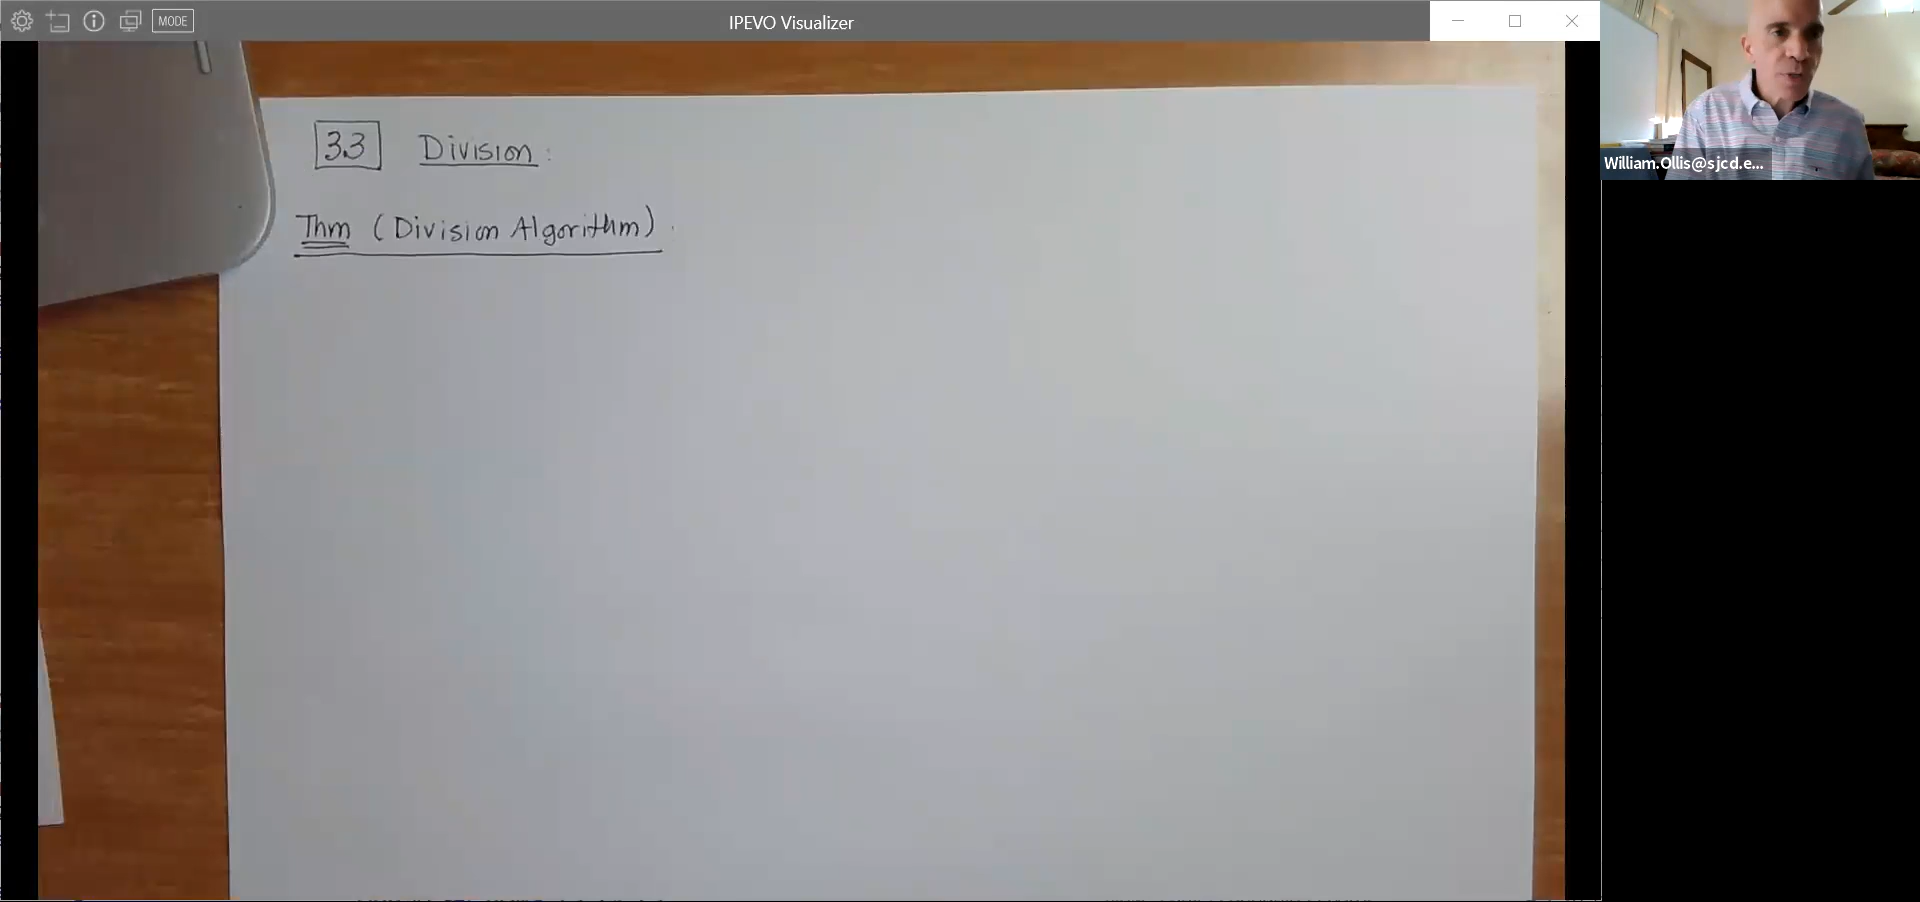 MODE
IPEVO Visualizer
William.Ollis@sjcd.e...
3.3 Division:
Thm (Division Algorithm).